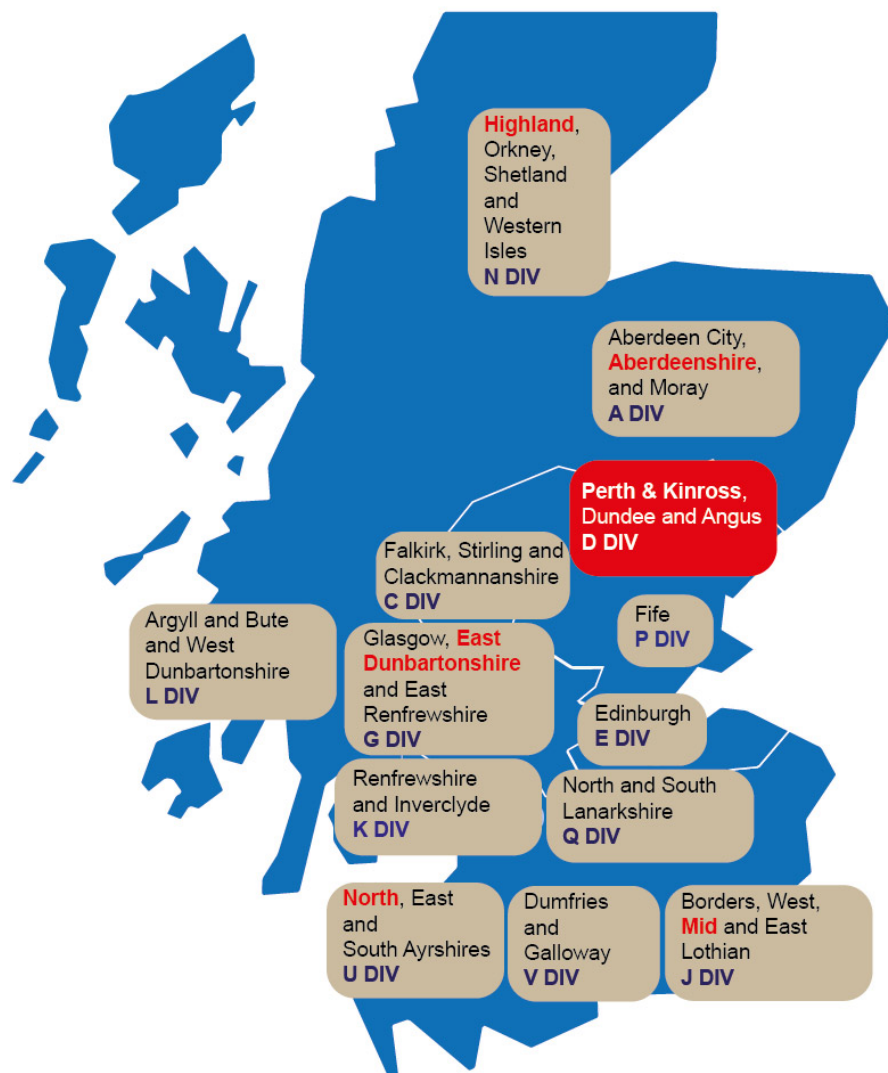 Highland,
Orkney,
Shetland
and
Western
Isles
N DIV
Aberdeen City,
Aberdeenshire,
and Moray
A DIV
Perth & Kinross,
Dundee and Angus
D DIV
Falkirk, Stirling and
Clackmannanshire
C DIV
Argyll and Bute
and West
Dunbartonshire
L DIV
Glasgow, East
Dunbartonshire
and East
Renfrewshire
G DIV
Fife
P DIV
Edinburgh
E DIV
Renfrewshire
and Inverclyde
K DIV
North and South
Lanarkshire
Q DIV
North, East
and
South Ayrshires
U DIV
Dumfries
and
Galloway
V DIV
Borders, West,
Mid and East
Lothian
J DIV